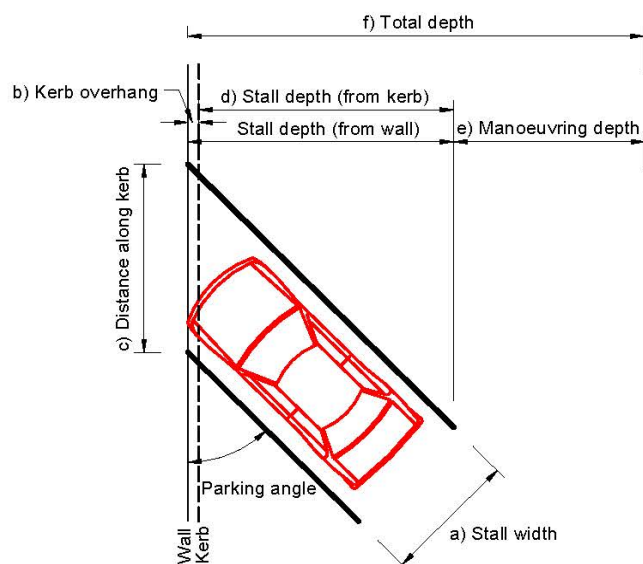 f) Total depth
b) Kerb overhang
d) Stall depth (from kerb)
Stall depth (from wall)
e) Manoeuvring depth
c) Distance along kerb
Parking angle
a) Stall width
Wall
Kerb